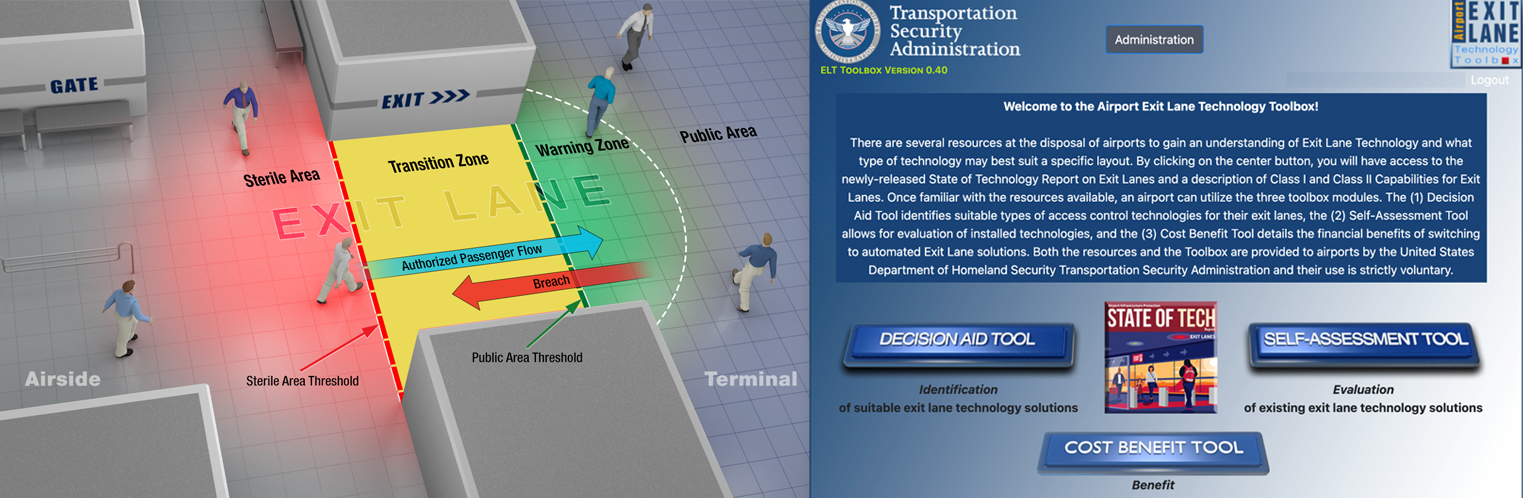 GATE
EXIT >>>
Public Area
Warning Zone
Transition Zone
Sterile Area
EXIT LANE
Authorized Passenger Flow
Breach
Public Area Threshold
Sterile Area Threshold
Airside
Terminal
Transportation
Security
Administration
ELT TOOLBOX VERSION 0.40
Administration
Airport
EXIT
LANE
Technology
Toolbox
Logout
Welcome to the Airport Exit Lane Technology Toolbox!
There are several resources at the disposal of airports to gain an understanding of Exit Lane Technology and what
type of technology may best suit a specific layout. By clicking on the center button, you will have access to the
newly-released State of Technology Report on Exit Lanes and a description of Class I and Class II Capabilities for Exit
Lanes. Once familiar with the resources available, an airport can utilize the three toolbox modules. The (1) Decision
Aid Tool identifies suitable types of access control technologies for their exit lanes, the (2) Self-Assessment Tool
allows for evaluation of installed technologies, and the (3) Cost Benefit Tool details the financial benefits of switching
to automated Exit Lane solutions. Both the resources and the Toolbox are provided to airports by the United States
Department of Homeland Security Transportation Security Administration and their use is strictly voluntary.
DECISION AID TOOL
Identification
of suitable exit lane technology solutions
STATE OF TECH
EXIT LANES
SELF-ASSESSMENT TOOL
Evaluation
of existing exit lane technology solutions
COST BENEFIT TOOL
Benefit